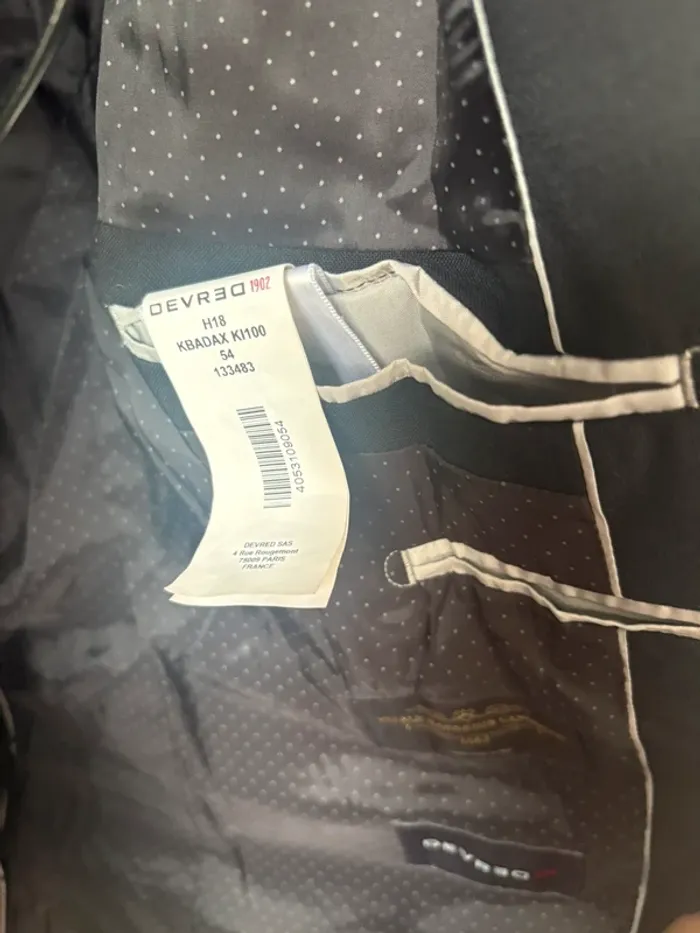 DEVRED 1902
H18
KBADAX KI100
54
133483
4053109054
DEVRED SAS
4 Rue Rougemont
75009 PARIS
FRANCE
DEVRED